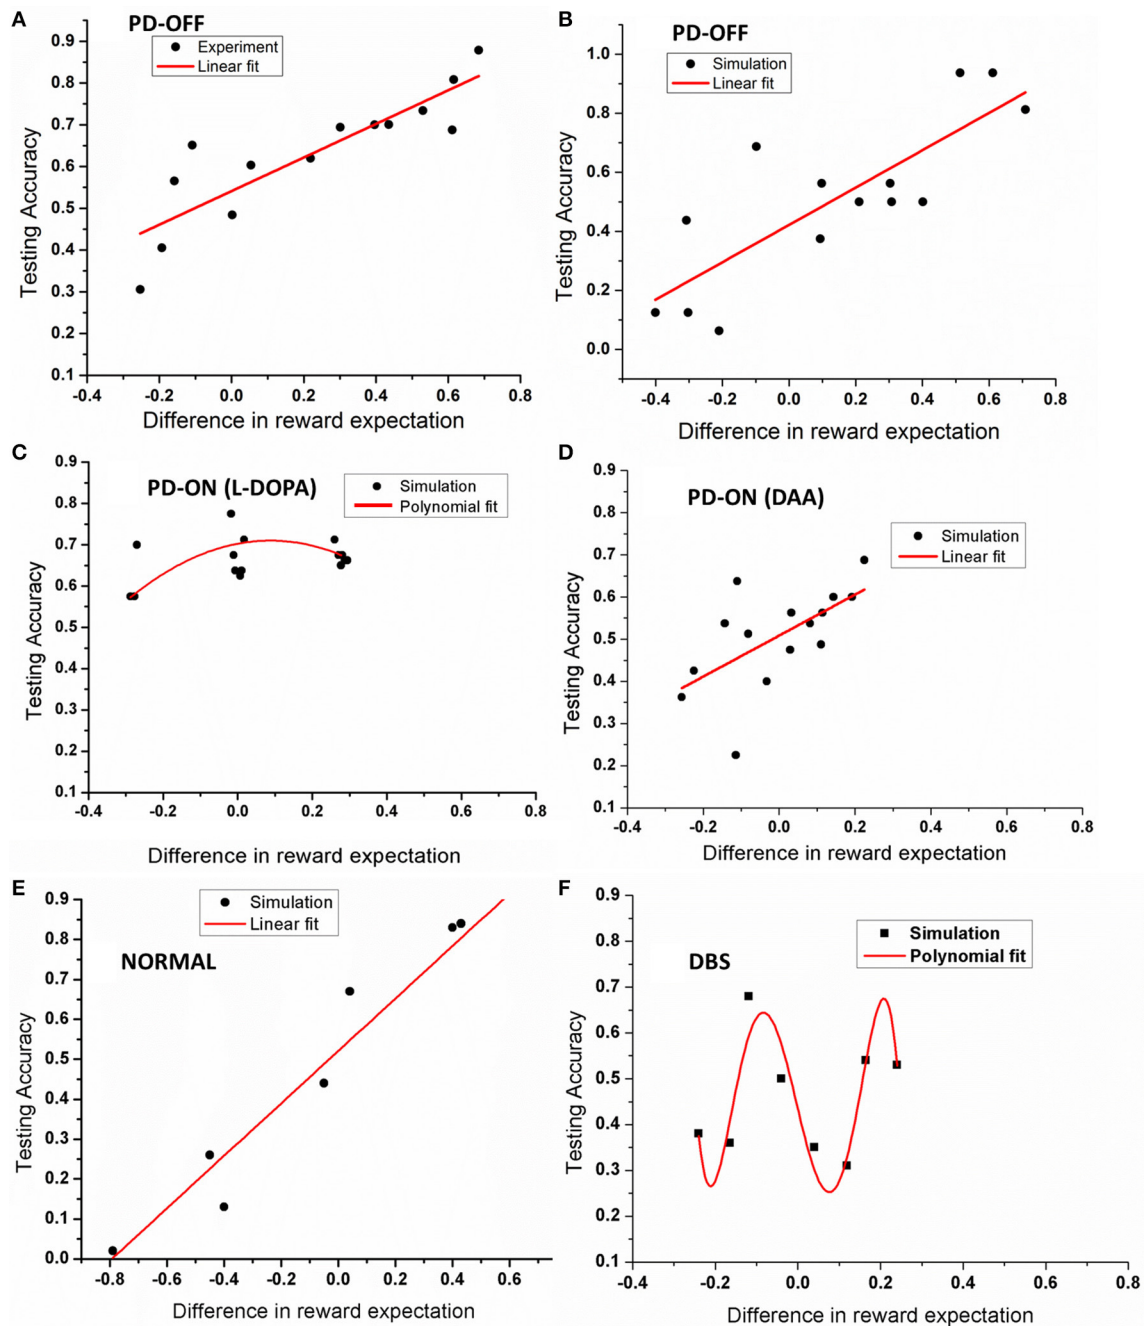 A
PD-OFF
Experiment
Linear fit
0.9
0.8
0.7
0.6
0.5
0.4
0.3
0.2
0.1
-0.4 -0.2 0.0 0.2 0.4 0.6 0.8
Testing Accuracy
Difference in reward expectation
B
PD-OFF
Simulation
Linear fit
1.0
0.8
0.6
0.4
0.2
0.0
-0.4 -0.2 0.0 0.2 0.4 0.6 0.8
Testing Accuracy
Difference in reward expectation
C
PD-ON (L-DOPA)
Simulation
Polynomial fit
0.9
0.8
0.7
0.6
0.5
0.4
0.3
0.2
0.1
-0.4 -0.2 0.0 0.2 0.4 0.6 0.8
Testing Accuracy
Difference in reward expectation
D
PD-ON (DAA)
Simulation
Linear fit
0.9
0.8
0.7
0.6
0.5
0.4
0.3
0.2
0.1
-0.4 -0.2 0.0 0.2 0.4 0.6 0.8
Testing Accuracy
Difference in reward expectation
E
NORMAL
Simulation
Linear fit
0.9
0.8
0.7
0.6
0.5
0.4
0.3
0.2
0.1
0.0
-0.8 -0.6 -0.4 -0.2 0.0 0.2 0.4 0.6
Testing Accuracy
Difference in reward expectation
F
DBS
Simulation
Polynomial fit
0.9
0.8
0.7
0.6
0.5
0.4
0.3
0.2
0.1
-0.4 -0.2 0.0 0.2 0.4 0.6 0.8
Testing Accuracy
Difference in reward expectation